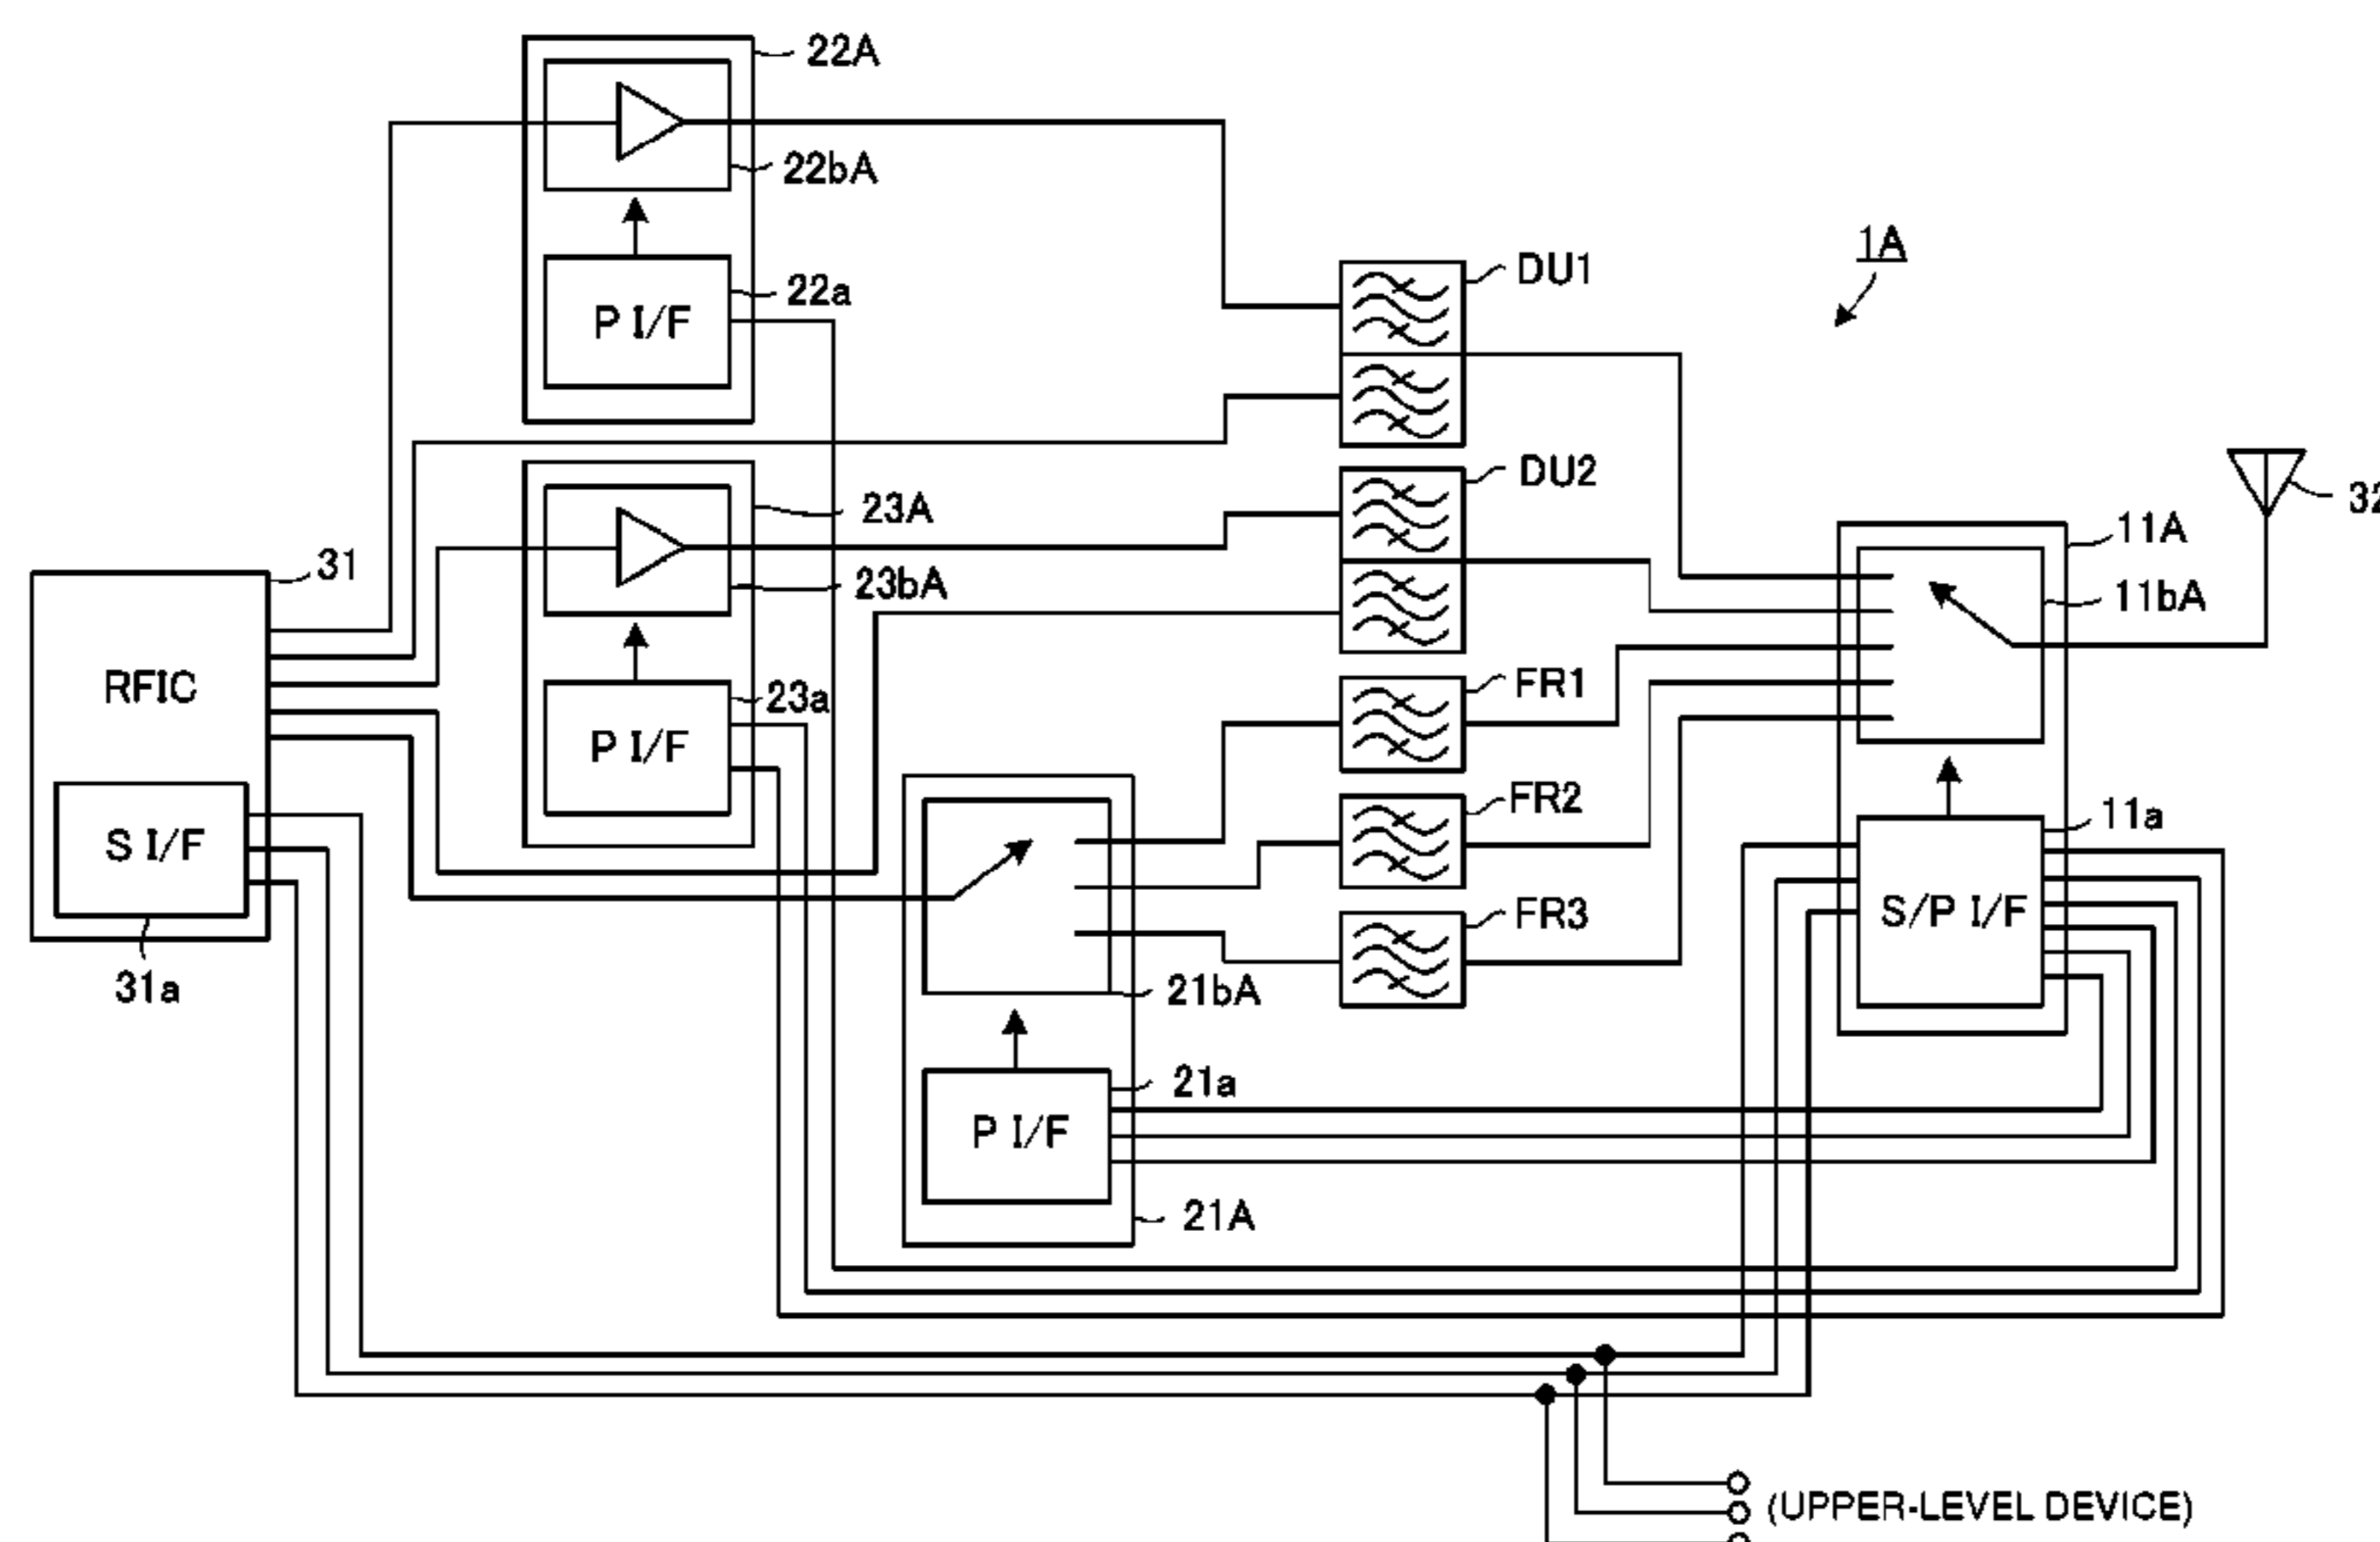 22A
22bA
22a
P I/F
DU1
1A
DU2
23A
23bA
23a
P I/F
31
RFIC
S I/F
31a
FR1
FR2
FR3
11A
11bA
11a
S/P I/F
21bA
21a
P I/F
21A
(UPPER-LEVEL DEVICE)